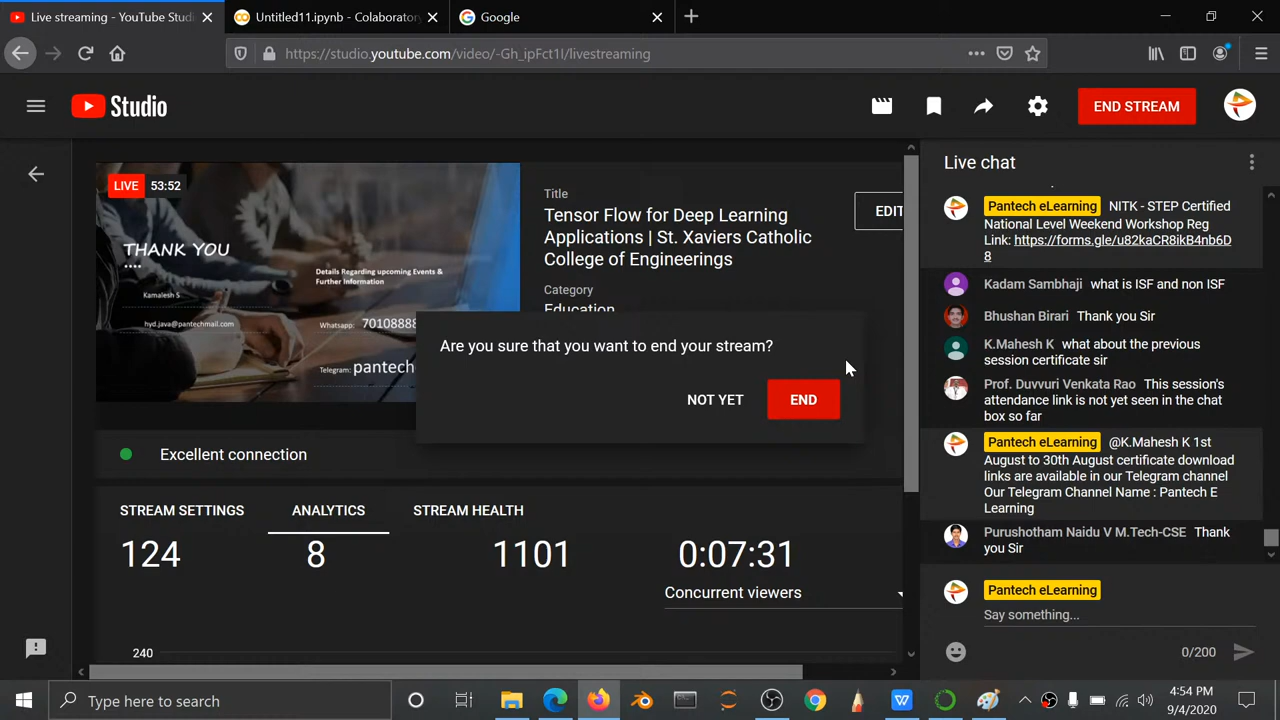 Live streaming - YouTube Studi
Untitled11.ipynb - Colaboratory
Google
https://studio.youtube.com/video/-Gh_ipFct1I/livestreaming
Studio
END STREAM
LIVE 53:52
THANK YOU
Kamalesh S
hyd.java@pantechmail.com
Details Regarding upcoming Events &
Further Information
Whatsapp: 70108888
Telegram: pantech
Title
Tensor Flow for Deep Learning
Applications | St. Xaviers Catholic
College of Engineerings
EDIT
Category
Education
Are you sure that you want to end your stream?
NOT YET
END
Excellent connection
STREAM SETTINGS
ANALYTICS
STREAM HEALTH
124
8
1101
0:07:31
Concurrent viewers
240
Live chat
Pantech eLearning NITK - STEP Certified
National Level Weekend Workshop Reg
Link: https://forms.gle/u82kaCR8ikB4nb6D
8
Kadam Sambhaji what is ISF and non ISF
Bhushan Birari Thank you Sir
K.Mahesh K what about the previous
session certificate sir
Prof. Duvvuri Venkata Rao This session's
attendance link is not yet seen in the chat
box so far
Pantech eLearning @K.Mahesh K 1st
August to 30th August certificate download
links are available in our Telegram channel
Our Telegram Channel Name : Pantech E
Learning
Purushotham Naidu V M.Tech-CSE Thank
you Sir
Pantech eLearning
Say something...
0/200
Type here to search
4:54 PM
9/4/2020